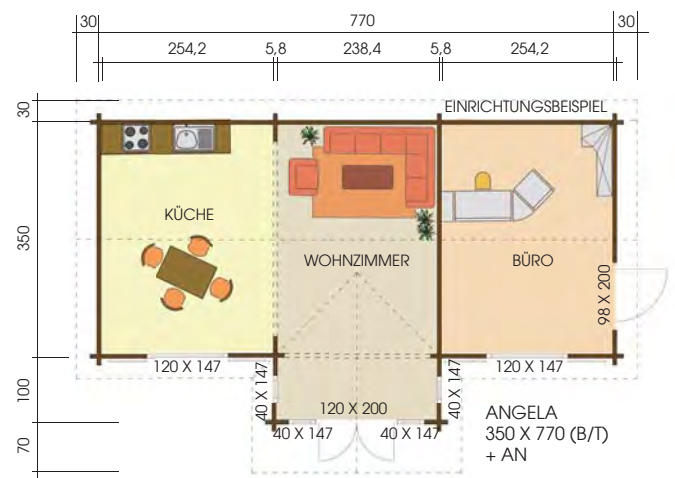 30
770
30
254,2
5,8
238,4
5,8
254,2
30
EINRICHTUNGSBEISPIEL
KÜCHE
350
WOHNZIMMER
BÜRO
98 X 200
120 X 147
120 X 147
40 X 147
40 X 147
100
120 X 200
40 X 147
40 X 147
70
ANGELA
350 X 770 (B/T)
+ AN